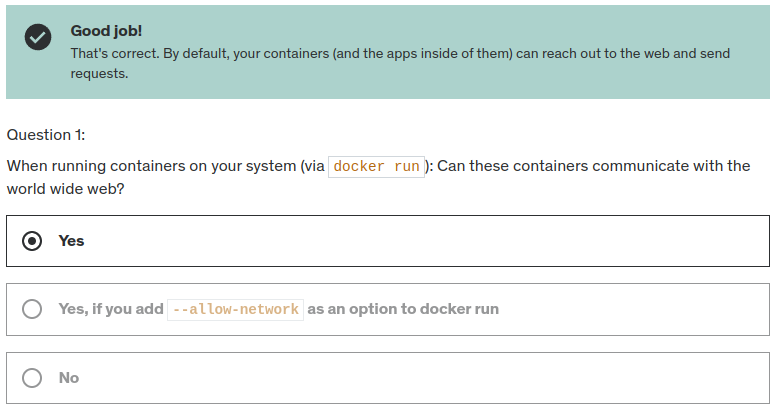 Good job!
That's correct. By default, your containers (and the apps inside of them) can reach out to the web and send
requests.
Question 1:
When running containers on your system (via docker run): Can these containers communicate with the
world wide web?
Yes
Yes, if you add --allow-network as an option to docker run
No